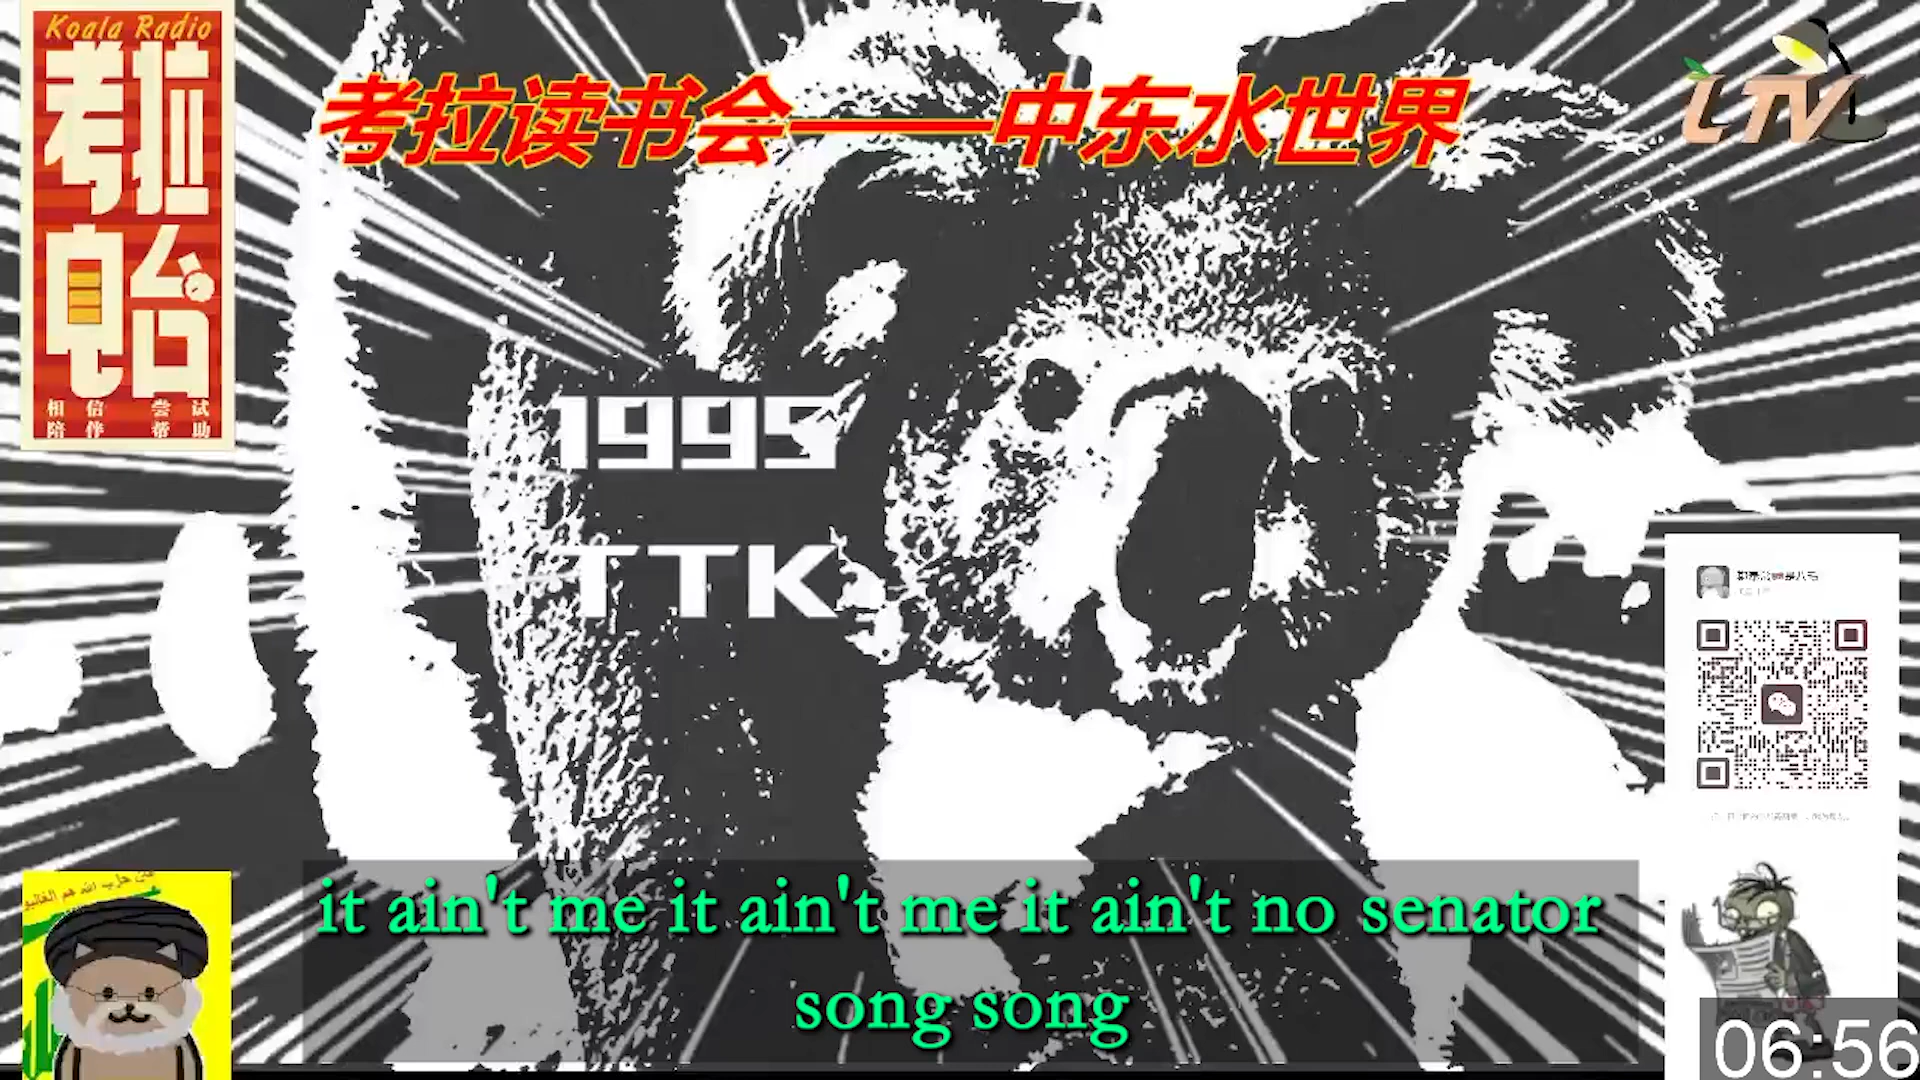 Koala Radio
考拉
贻
相信 尝试
陪伴 帮助
考拉读书会——中东水世界
LTV
1995
TTK
it ain't me it ain't me it ain't no senator
song song
06:56